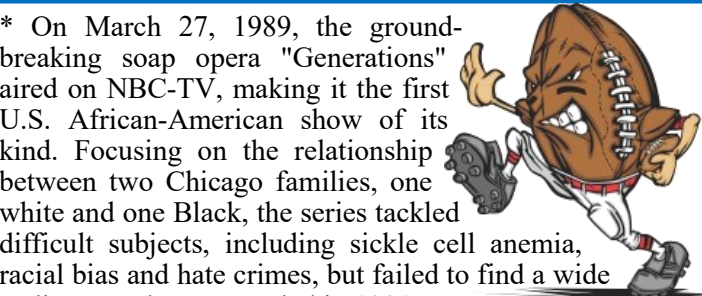 * On March 27, 1989, the ground-
breaking soap opera "Generations"
aired on NBC-TV, making it the first
U.S. African-American show of its
kind. Focusing on the relationship
between two Chicago families, one
white and one Black, the series tackled
difficult subjects, including sickle cell anemia,
racial bias and hate crimes, but failed to find a wide